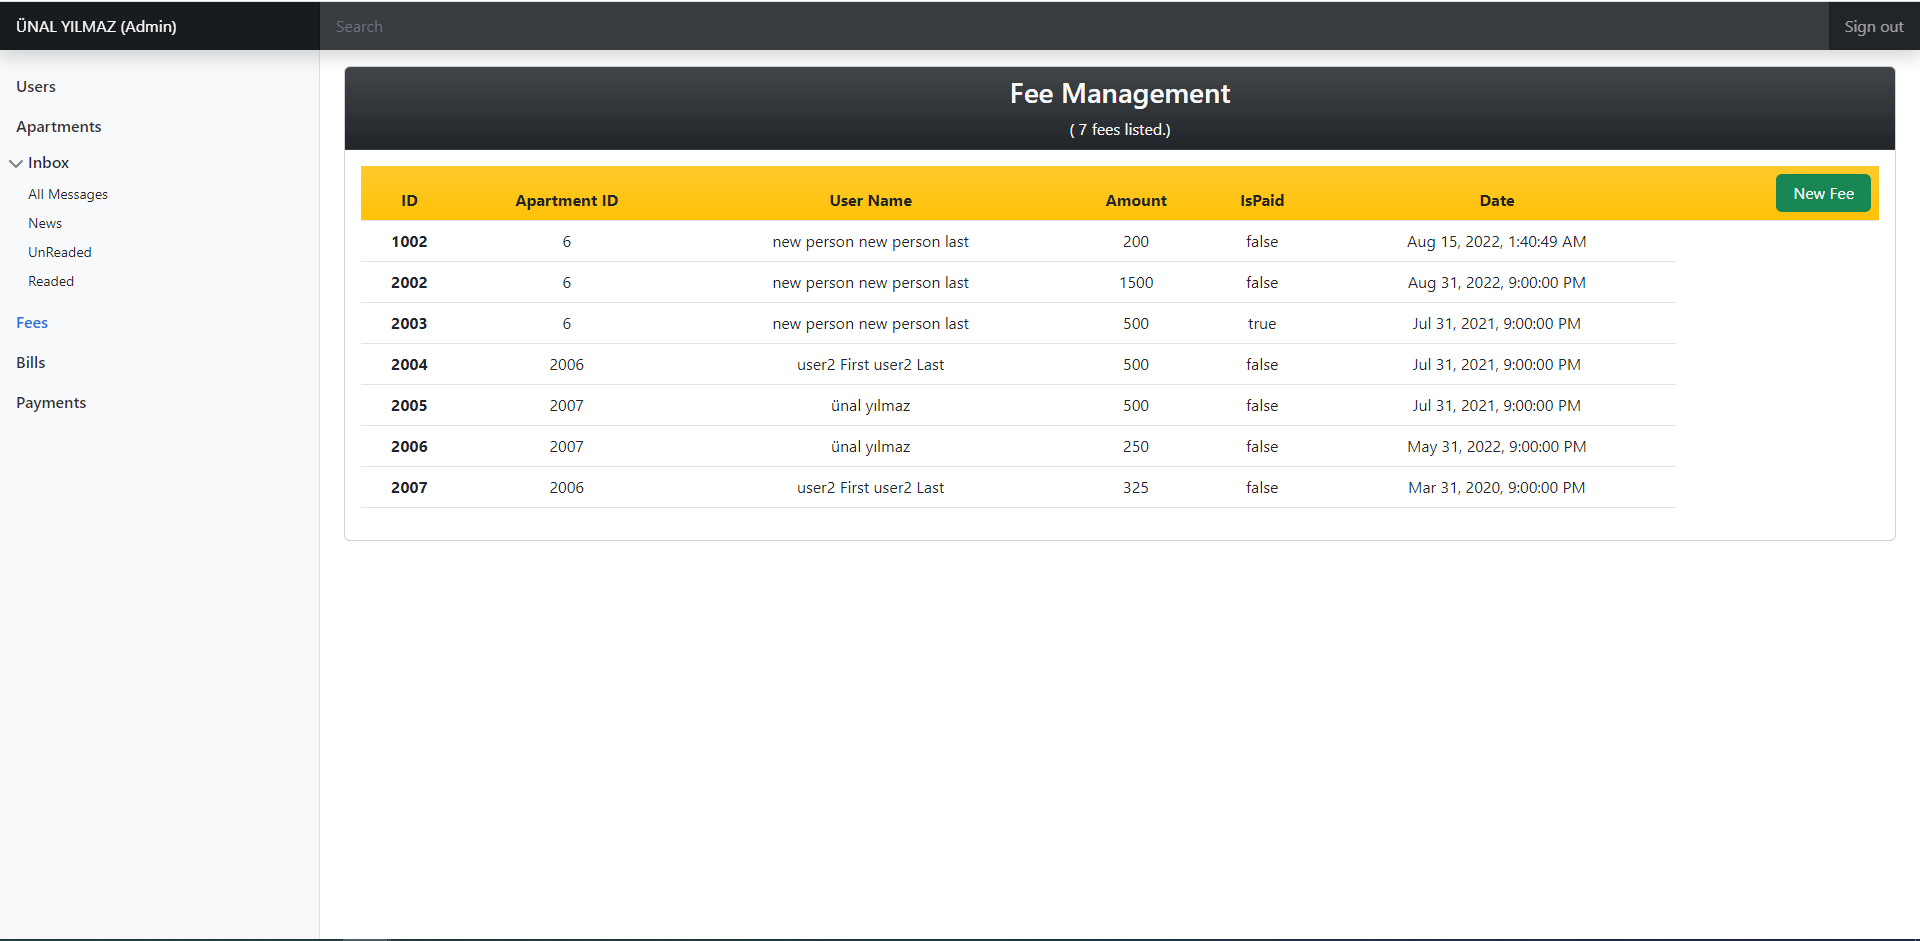 ÜNAL YILMAZ (Admin) Search Sign out
Users
Apartments
Inbox
All Messages
News
UnReaded
Readed
Fees
Bills
Payments
Fee Management
( 7 fees listed.)
ID Apartment ID User Name Amount IsPaid Date New Fee
1002 6 new person new person last 200 false Aug 15, 2022, 1:40:49 AM
2002 6 new person new person last 1500 false Aug 31, 2022, 9:00:00 PM
2003 6 new person new person last 500 true Jul 31, 2021, 9:00:00 PM
2004 2006 user2 First user2 Last 500 false Jul 31, 2021, 9:00:00 PM
2005 2007 ünal yılmaz 500 false Jul 31, 2021, 9:00:00 PM
2006 2007 ünal yılmaz 250 false May 31, 2022, 9:00:00 PM
2007 2006 user2 First user2 Last 325 false Mar 31, 2020, 9:00:00 PM